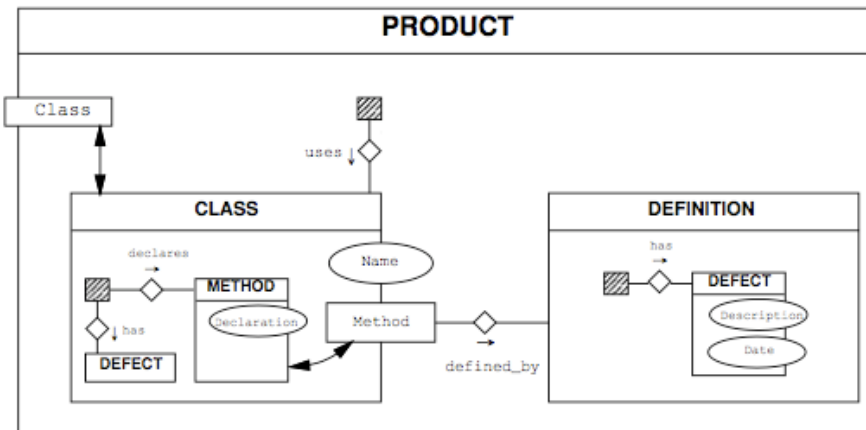 PRODUCT
Class
uses
CLASS
DEFINITION
declares
has
Name
METHOD
DEFECT
Declaration
Method
Description
has
Date
DEFECT
defined_by